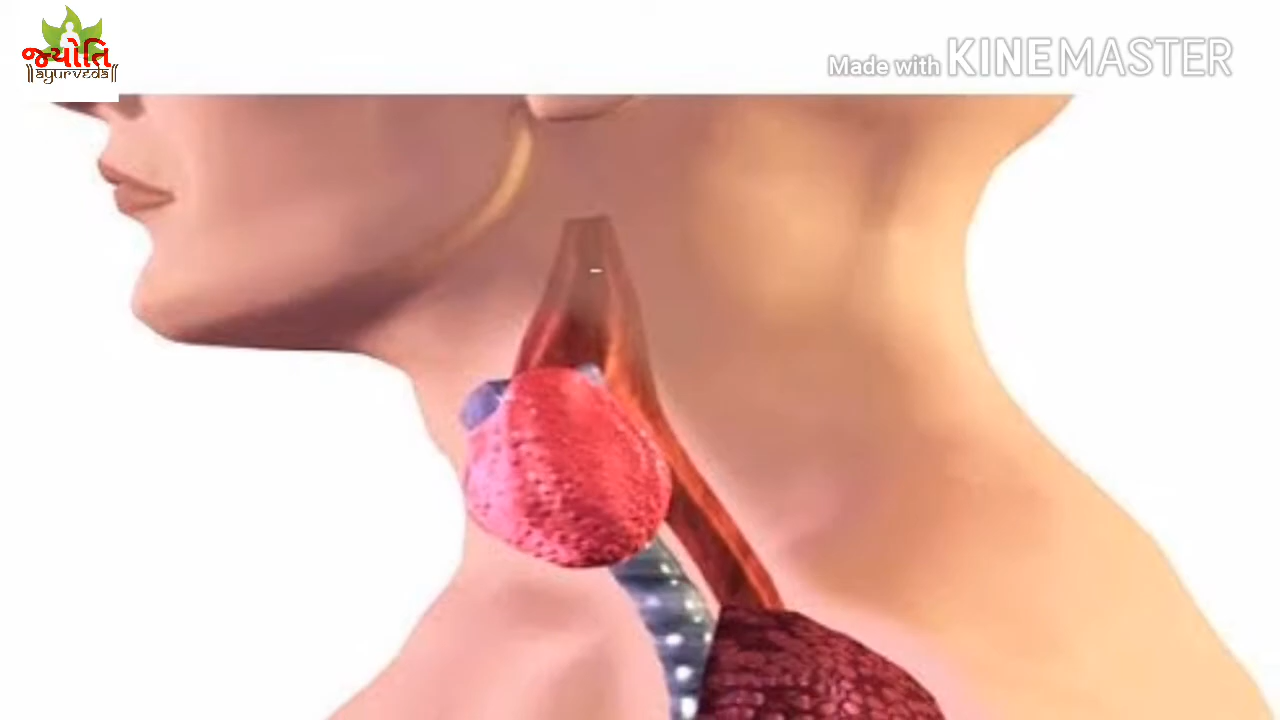 જ્યોતિ
||ayurveda||
Made with KINEMASTER